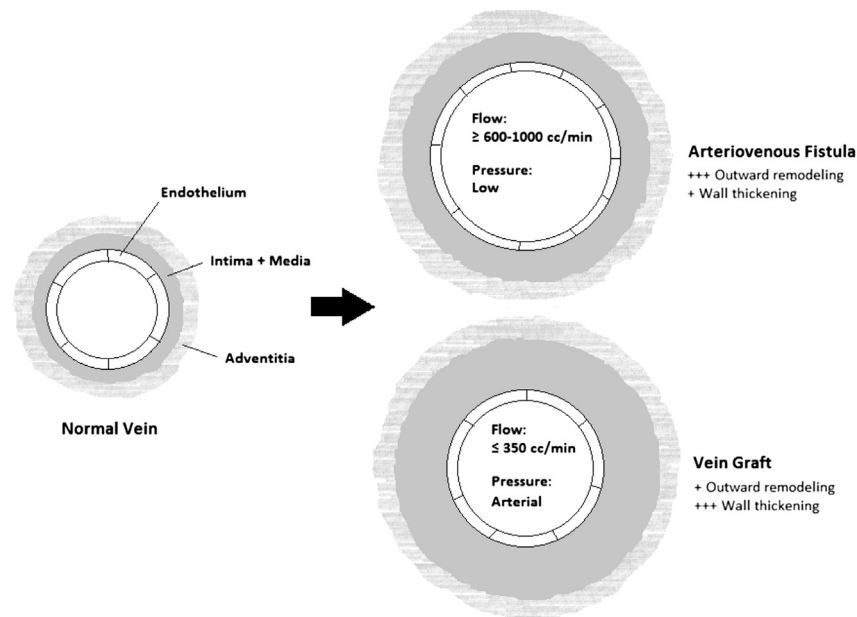 Endothelium
Intima + Media
Adventitia
Normal Vein
Flow:
≥ 600-1000 cc/min
Pressure:
Low
Arteriovenous Fistula
+++ Outward remodeling
+ Wall thickening
Flow:
≤ 350 cc/min
Pressure:
Arterial
Vein Graft
+ Outward remodeling
+++ Wall thickening